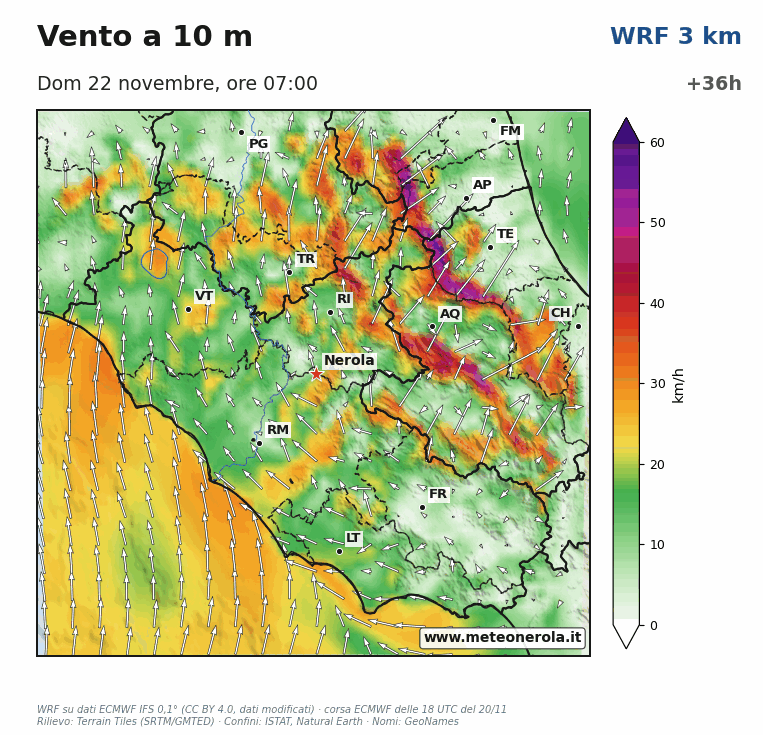 Vento a 10 m
WRF 3 km
Dom 22 novembre, ore 07:00
+36h
PG
FM
AP
TE
TR
VT
RI
AQ
CH
Nerola
RM
FR
LT
www.meteonerola.it
60
50
40
30
20
10
0
km/h
WRF su dati ECMWF IFS 0,1° (CC BY 4.0, dati modificati) · corsa ECMWF delle 18 UTC del 20/11
Rilievo: Terrain Tiles (SRTM/GMTED) · Confini: ISTAT, Natural Earth · Nomi: GeoNames